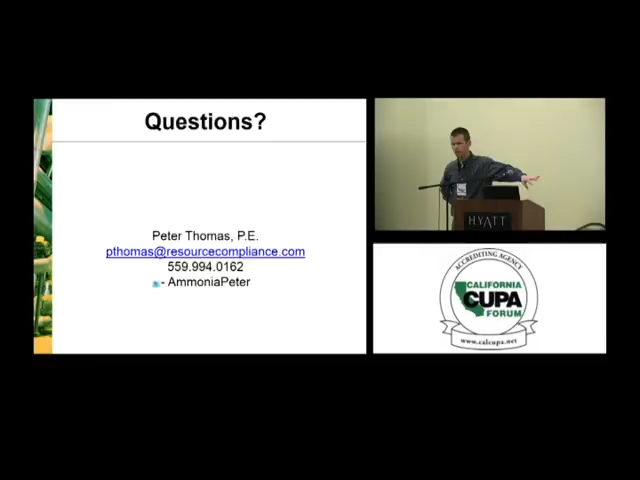 Questions?
Peter Thomas, P.E.
pthomas@resourcecompliance.com
559.994.0162
- AmmoniaPeter
HYATT
ACCREDITING AGENCY
CALIFORNIA
CUPA
FORUM
www.calcupa.net